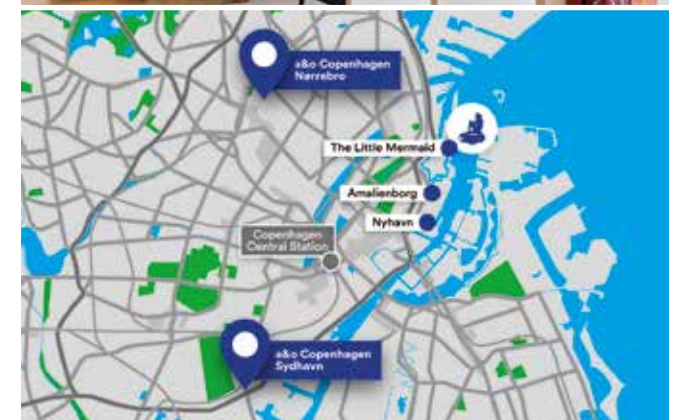 a&o Copenhagen
Nørrebro
The Little Mermaid
Amalienborg
Nyhavn
Copenhagen
Central Station
a&o Copenhagen
Sydhavn